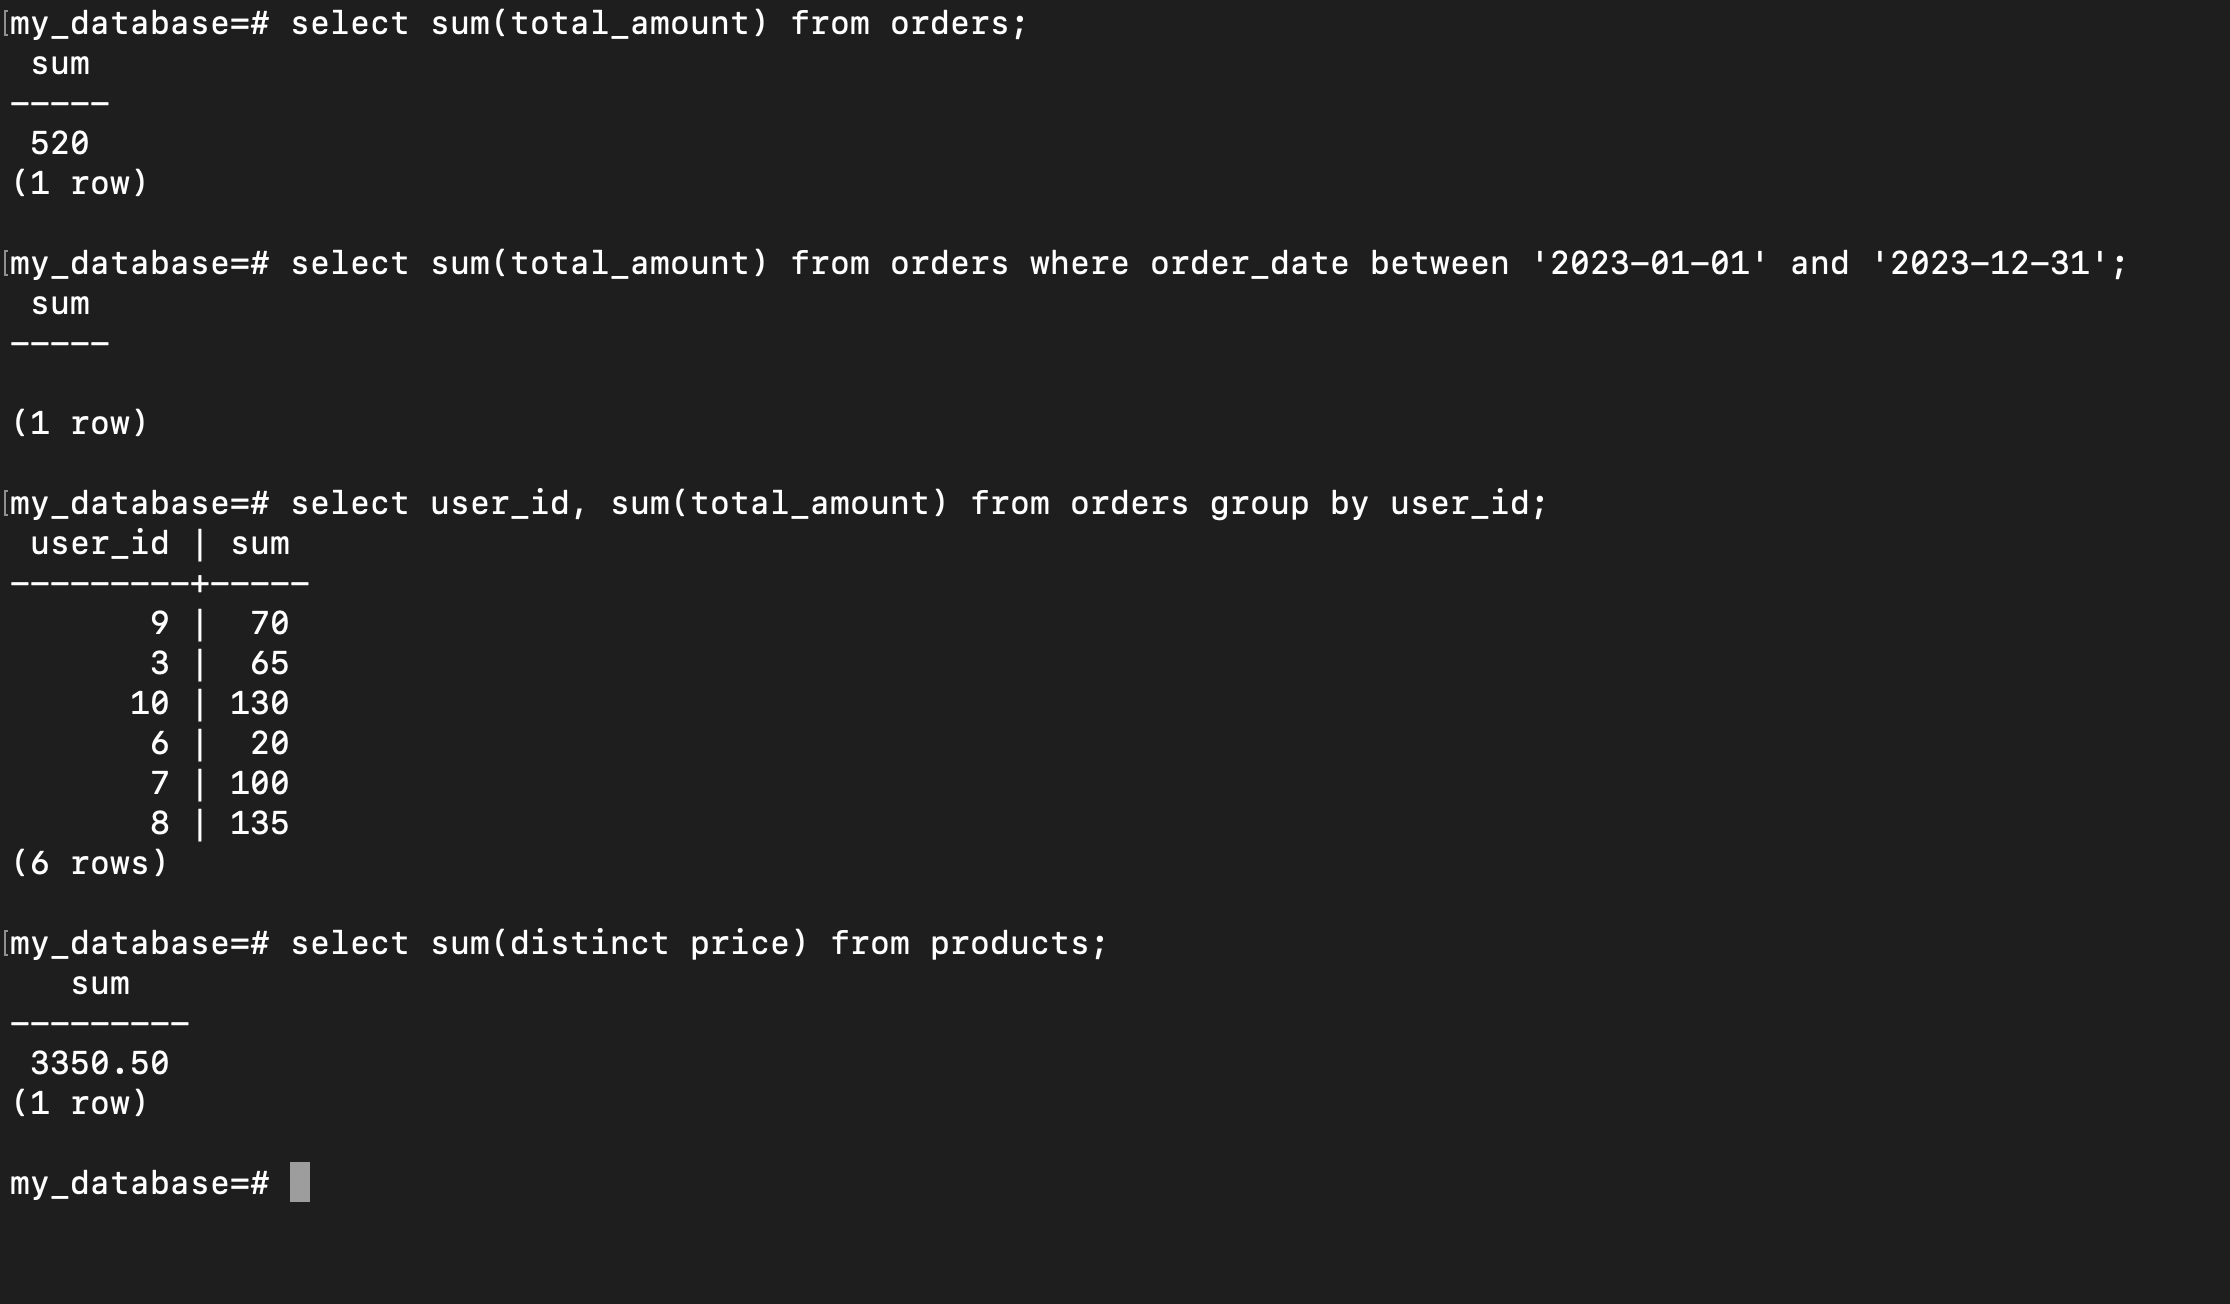 [my_database=# select sum(total_amount) from orders;
 sum
-----
 520
(1 row)

[my_database=# select sum(total_amount) from orders where order_date between '2023-01-01' and '2023-12-31';
 sum
-----

(1 row)

[my_database=# select user_id, sum(total_amount) from orders group by user_id;
 user_id | sum
---------+-----
       9 |  70
       3 |  65
      10 | 130
       6 |  20
       7 | 100
       8 | 135
(6 rows)

[my_database=# select sum(distinct price) from products;
   sum
---------
 3350.50
(1 row)

my_database=#